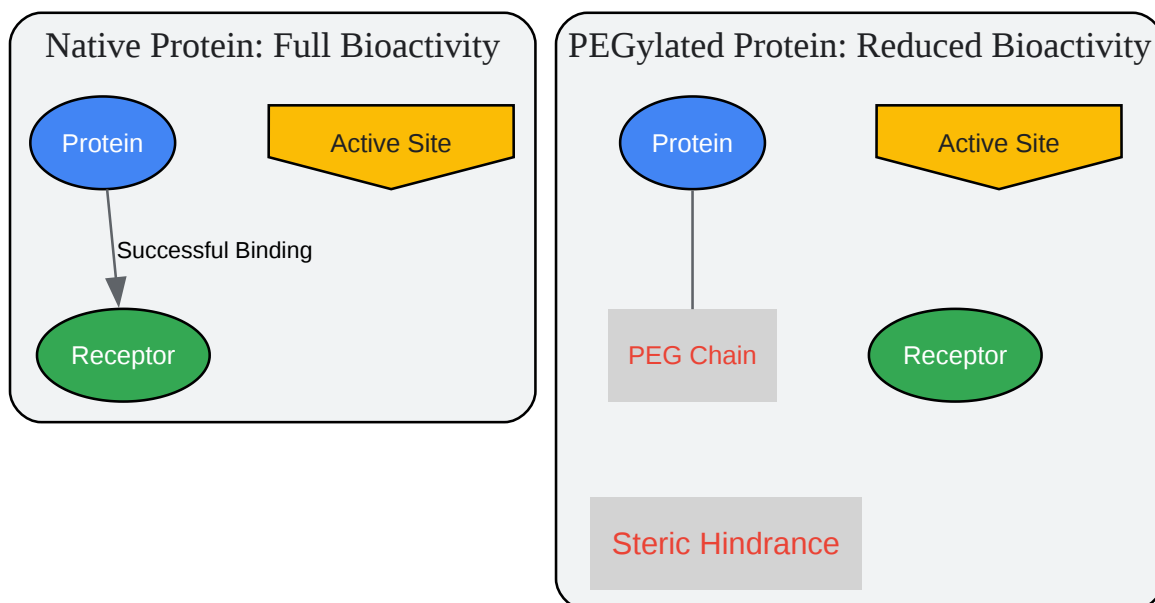 Native Protein: Full Bioactivity
Protein
Active Site
Successful Binding
Receptor
PEGylated Protein: Reduced Bioactivity
Protein
Active Site
PEG Chain
Receptor
Steric Hindrance